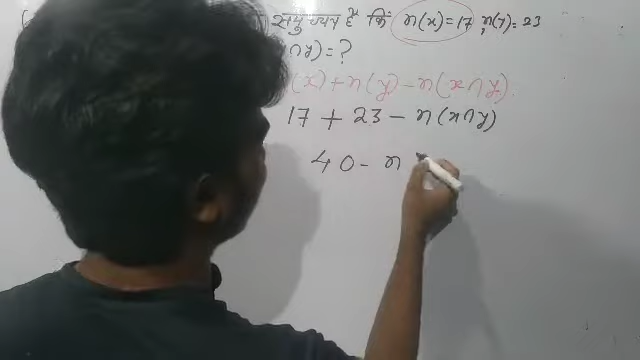 समुच्चय है कि n(x)=17, n(y)=23
∩y)=?
(x)+n(y)-n(x∩y).
17+23-n(x∩y)
40-n